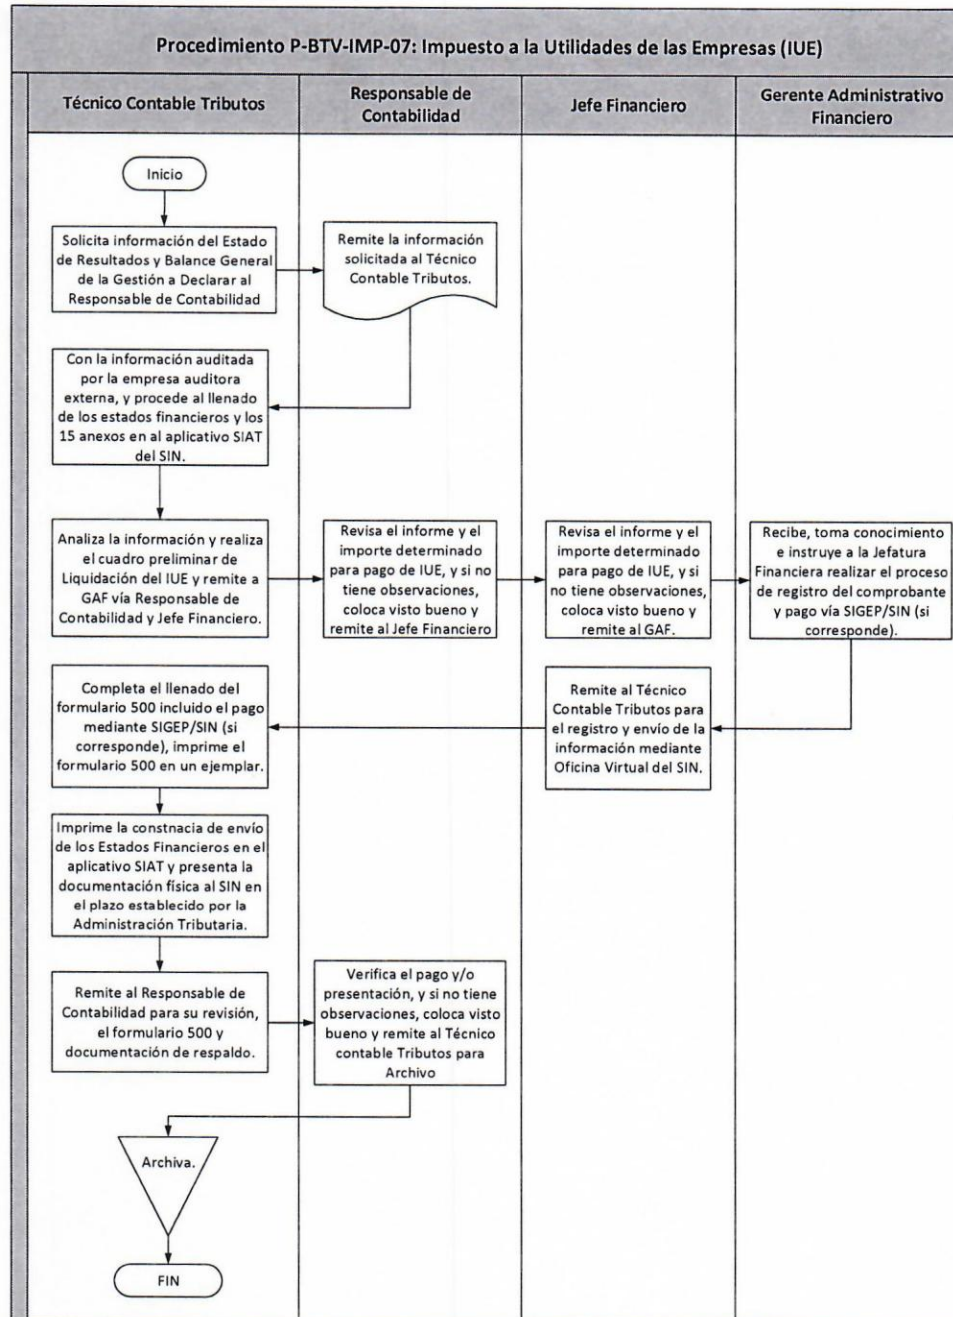 Procedimiento P-BTV-IMP-07: Impuesto a la Utilidades de las Empresas (IUE)
Técnico Contable Tributos
Responsable de
Contabilidad
Jefe Financiero
Gerente Administrativo
Financiero
Inicio
Solicita información del Estado
de Resultados y Balance General
de la Gestión a Declarar al
Responsable de Contabilidad
Remite la información
solicitada al Técnico
Contable Tributos.
Con la información auditada
por la empresa auditora
externa, y procede al llenado
de los estados financieros y los
15 anexos en al aplicativo SIAT
del SIN.
Analiza la información y realiza
el cuadro preliminar de
Liquidación del IUE y remite a
GAF vía Responsable de
Contabilidad y Jefe Financiero.
Revisa el informe y el
importe determinado
para pago de IUE, y si no
tiene observaciones,
coloca visto bueno y
remite al Jefe Financiero
Revisa el informe y el
importe determinado
para pago de IUE, y si
no tiene observaciones,
coloca visto bueno y
remite al GAF.
Recibe, toma conocimiento
e instruye a la Jefatura
Financiera realizar el proceso
de registro del comprobante
y pago vía SIGEP/SIN (si
corresponde).
Completa el llenado del
formulario 500 incluido el pago
mediante SIGEP/SIN (si
corresponde), imprime el
formulario 500 en un ejemplar.
Remite al Técnico
Contable Tributos para
el registro y envío de la
información mediante
Oficina Virtual del SIN.
Imprime la constnacia de envío
de los Estados Financieros en el
aplicativo SIAT y presenta la
documentación física al SIN en
el plazo establecido por la
Administración Tributaria.
Remite al Responsable de
Contabilidad para su revisión,
el formulario 500 y
documentación de respaldo.
Verifica el pago y/o
presentación, y si no tiene
observaciones, coloca visto
bueno y remite al Técnico
contable Tributos para
Archivo
Archiva.
FIN